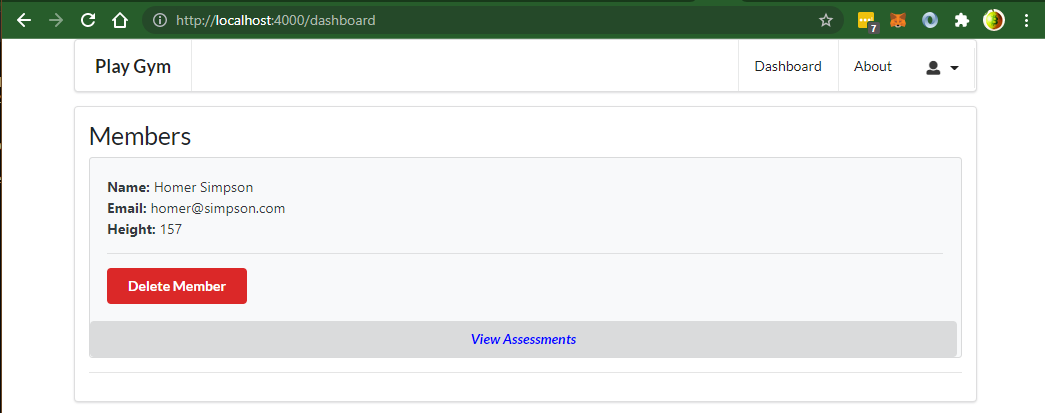 http://localhost:4000/dashboard
7
Play Gym
Dashboard
About
Members
Name: Homer Simpson
Email: homer@simpson.com
Height: 157
Delete Member
View Assessments